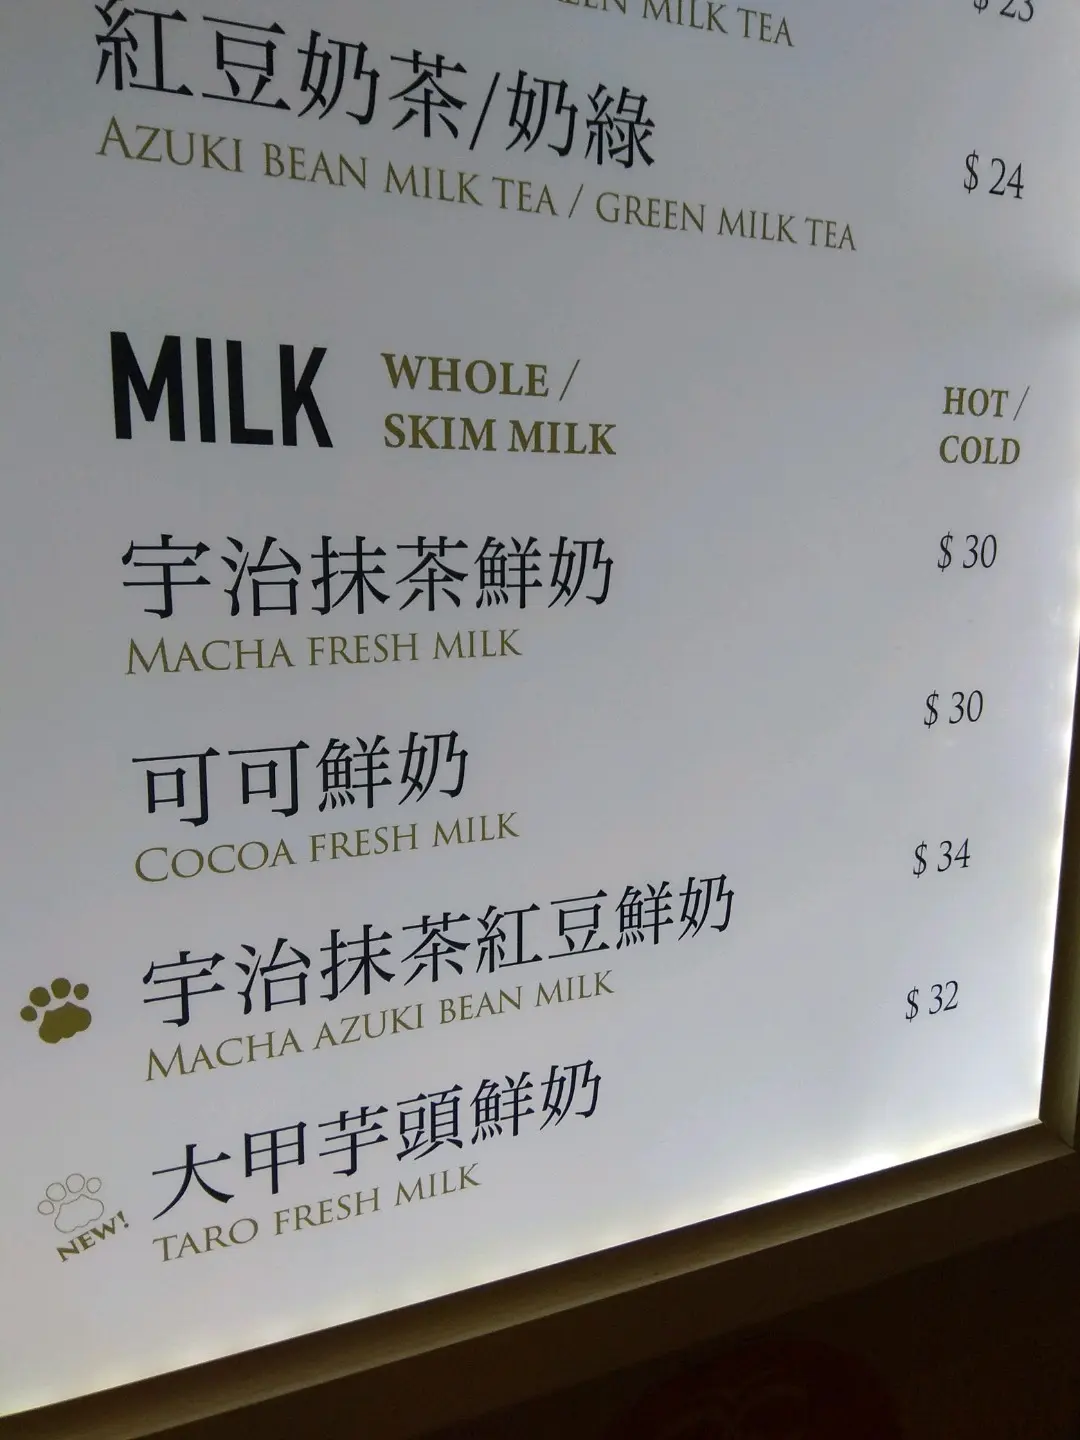 MILK TEA
紅豆奶茶/奶綠
$ 24
AZUKI BEAN MILK TEA / GREEN MILK TEA
MILK
WHOLE /
SKIM MILK
HOT /
COLD
宇治抹茶鮮奶
$ 30
MACHA FRESH MILK
可可鮮奶
$ 30
COCOA FRESH MILK
宇治抹茶紅豆鮮奶
$ 34
MACHA AZUKI BEAN MILK
大甲芋頭鮮奶
$ 32
NEW!
TARO FRESH MILK